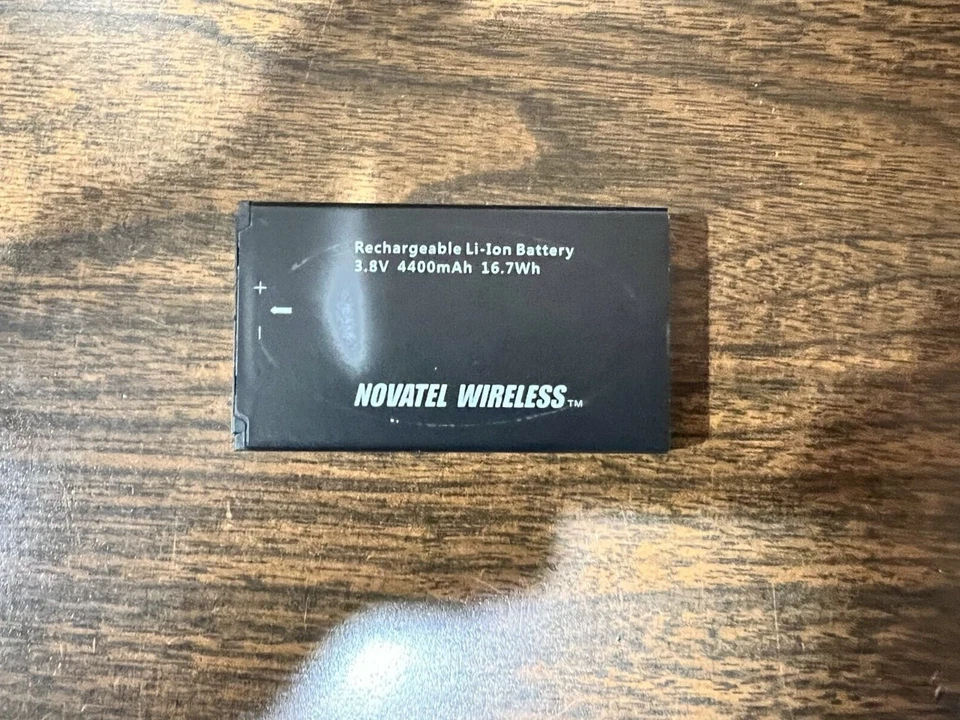 Rechargeable Li-Ion Battery
3.8V 4400mAh 16.7Wh
+
-
NOVATEL WIRELESS™